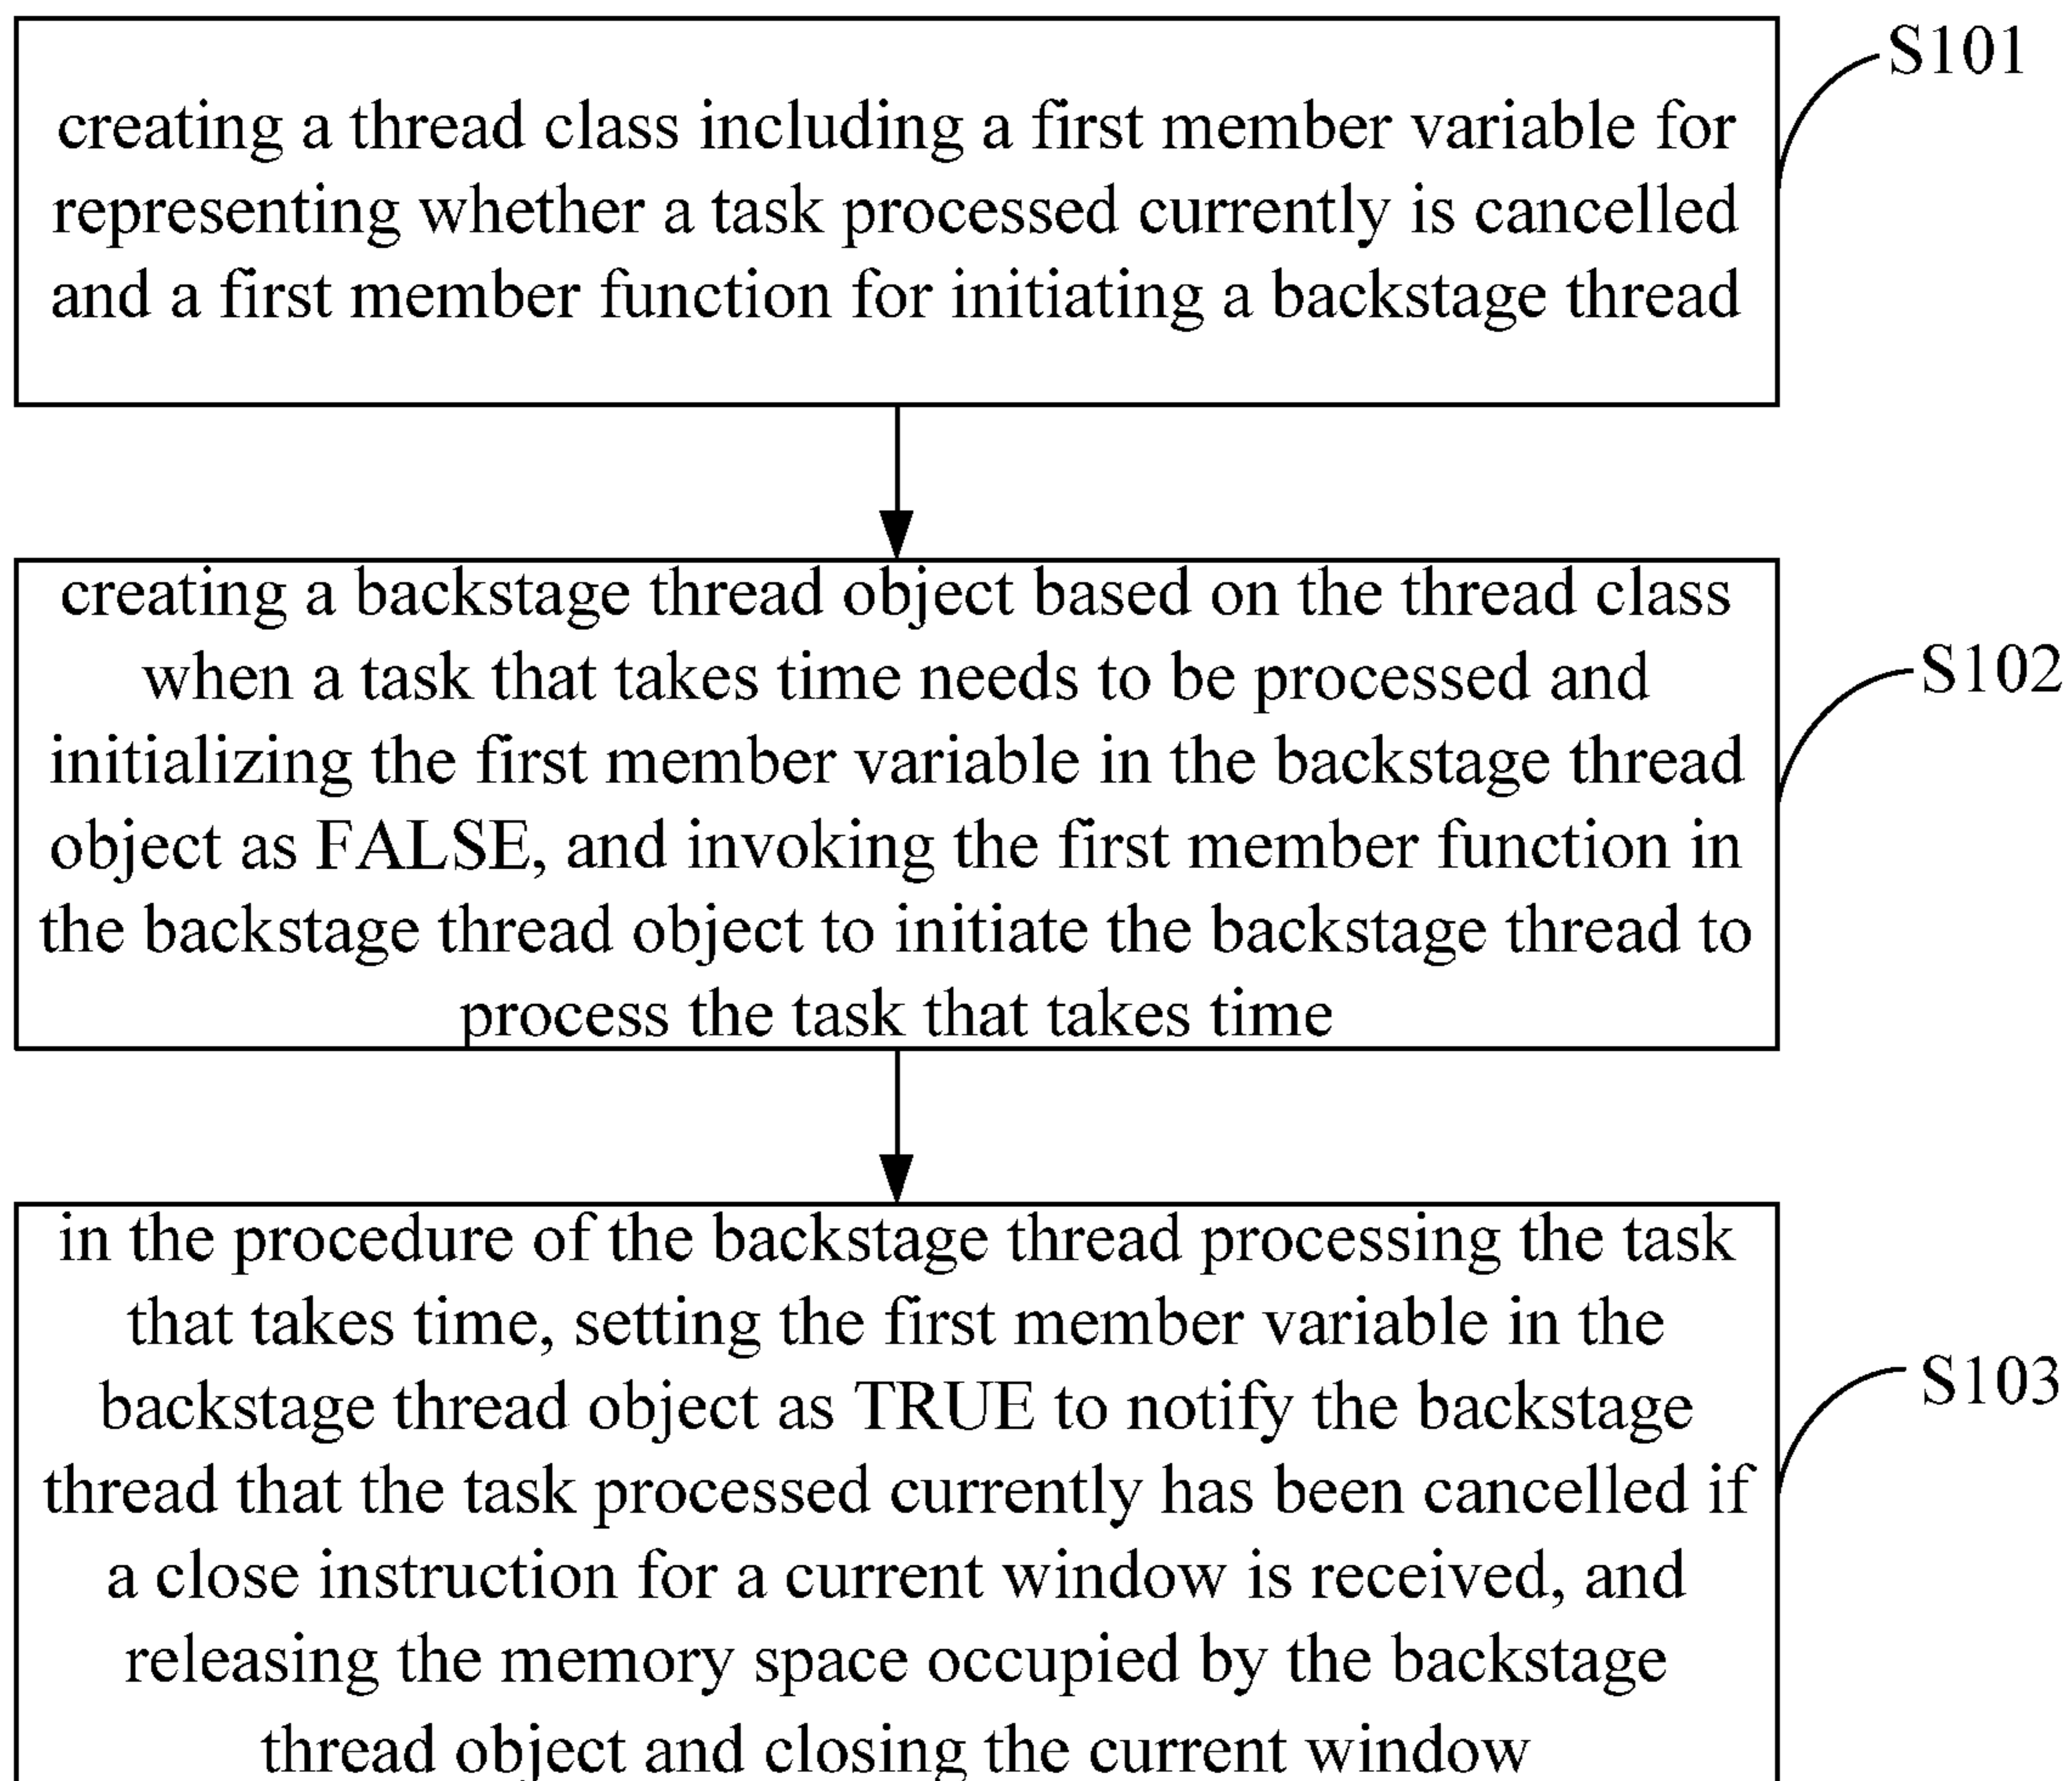 S101
creating a thread class including a first member variable for
representing whether a task processed currently is cancelled
and a first member function for initiating a backstage thread
creating a backstage thread object based on the thread class
when a task that takes time needs to be processed and
S102
initializing the first member variable in the backstage thread
object as FALSE, and invoking the first member function in
the backstage thread object to initiate the backstage thread to
process the task that takes time
in the procedure of the backstage thread processing the task
that takes time, setting the first member variable in the
S103
backstage thread object as TRUE to notify the backstage
thread that the task processed currently has been cancelled if
a close instruction for a current window is received, and
releasing the memory space occupied by the backstage
thread object and closing the current window